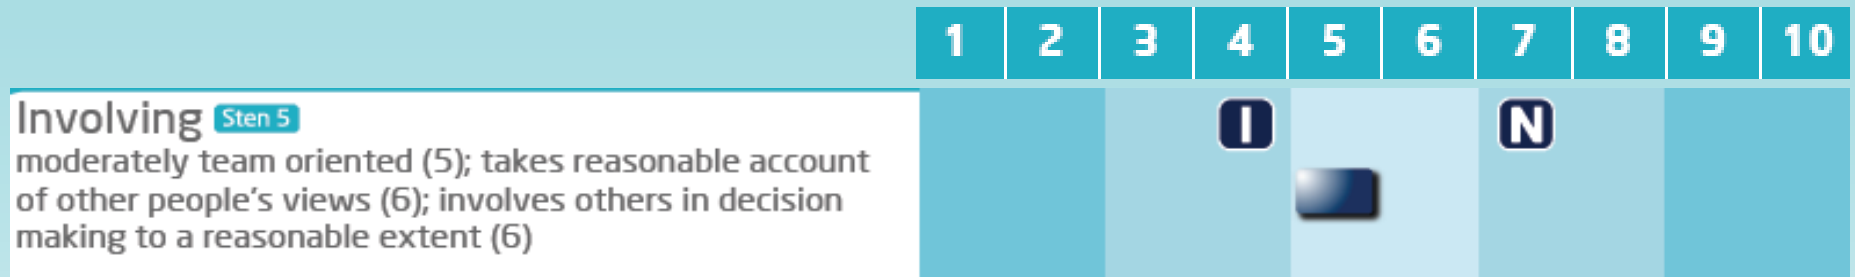 1 2 3 4 5 6 7 8 9 10
Involving Sten 5 I N
moderately team oriented (5); takes reasonable account
of other people's views (6); involves others in decision
making to a reasonable extent (6)